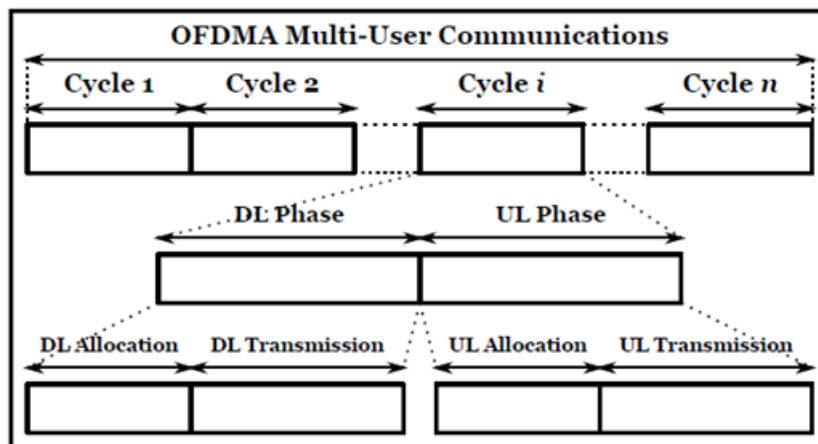 OFDMA Multi-User Communications
Cycle 1 Cycle 2 Cycle i Cycle n
DL Phase UL Phase
DL Allocation DL Transmission UL Allocation UL Transmission